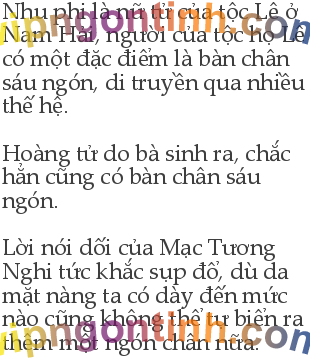 Nhu phi là nữ tử của tộc Lê ở
Nam Hải, người của tộc họ Lê
có một đặc điểm là bàn chân
sáu ngón, di truyền qua nhiều
thế hệ.
Hoàng tử do bà sinh ra, chắc
hẳn cũng có bàn chân sáu
ngón.
Lời nói dối của Mạc Tương
Nghi tức khắc sụp đổ, dù da
mặt nàng ta có dày đến mức
nào cũng không thể tự biến ra
thêm một ngón chân nữa.
vipngontinh.com
vipngontinh.com